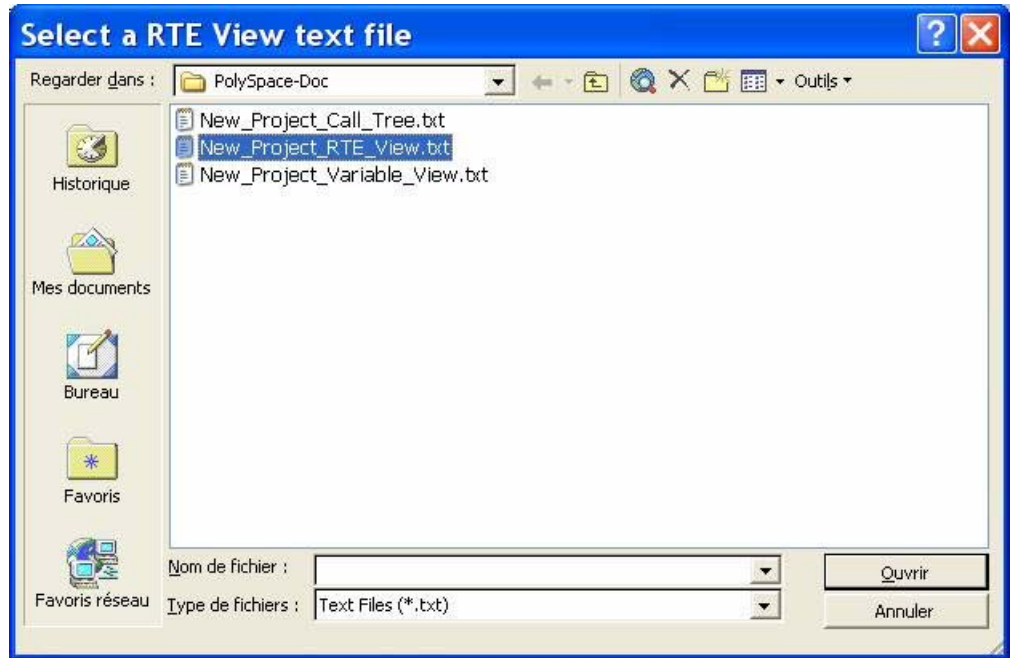 Select a RTE View text file
Regarder dans :
PolySpace-Doc
Outils
New_Project_Call_Tree.txt
New_Project_RTE_View.txt
New_Project_Variable_View.txt
Historique
Mes documents
Bureau
Favoris
Favoris réseau
Nom de fichier :
Ouvrir
Type de fichiers :
Text Files (*.txt)
Annuler